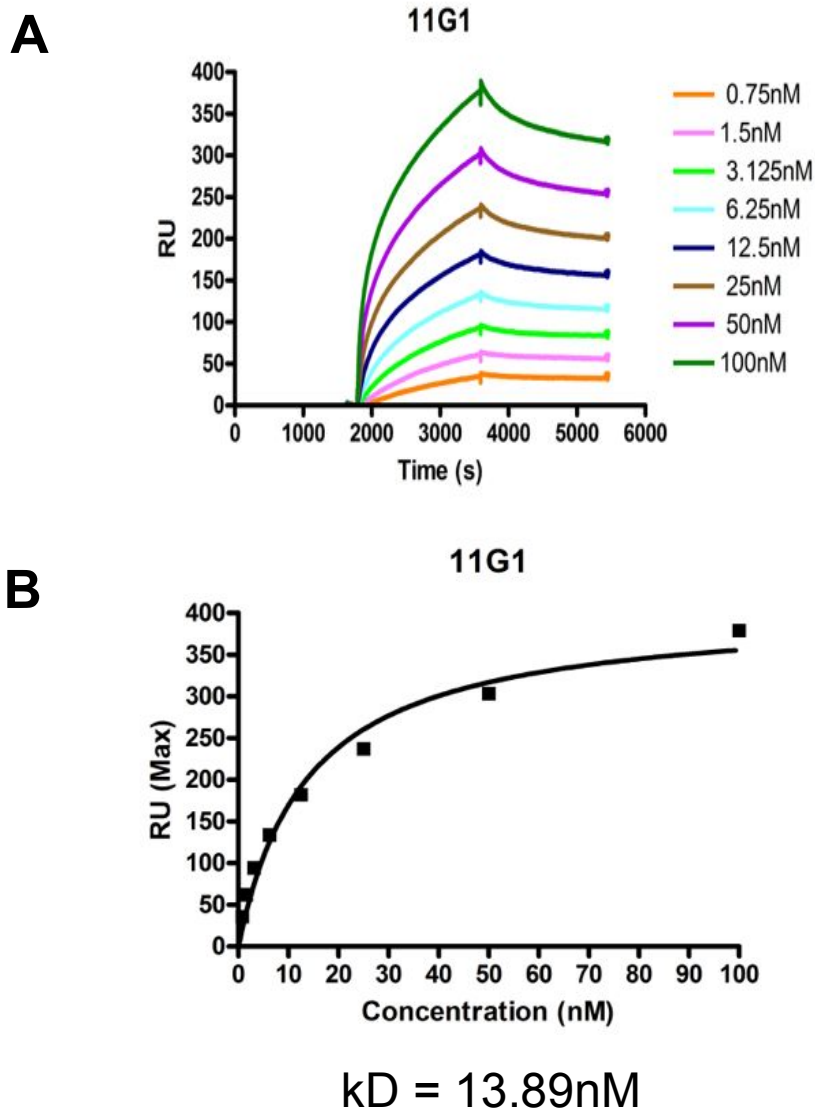 A
11G1
400
350
300
250
200
150
100
50
0
RU
0 1000 2000 3000 4000 5000 6000
Time (s)
0.75nM
1.5nM
3.125nM
6.25nM
12.5nM
25nM
50nM
100nM
B
11G1
400
350
300
250
200
150
100
50
0
RU (Max)
0 10 20 30 40 50 60 70 80 90 100
Concentration (nM)
kD = 13.89nM